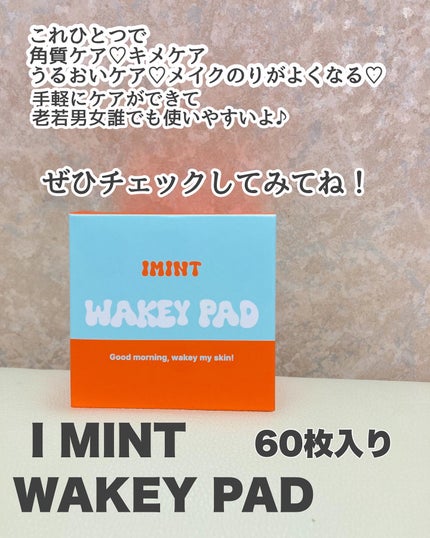 これひとつで
角質ケア♡キメケア
うるおいケア♡メイクのりがよくなる♡
手軽にケアができて
老若男女誰でも使いやすいよ♪
ぜひチェックしてみてね！
IMINT
WAKEY PAD
Good morning, wakey my skin!
I MINT 60枚入り
WAKEY PAD